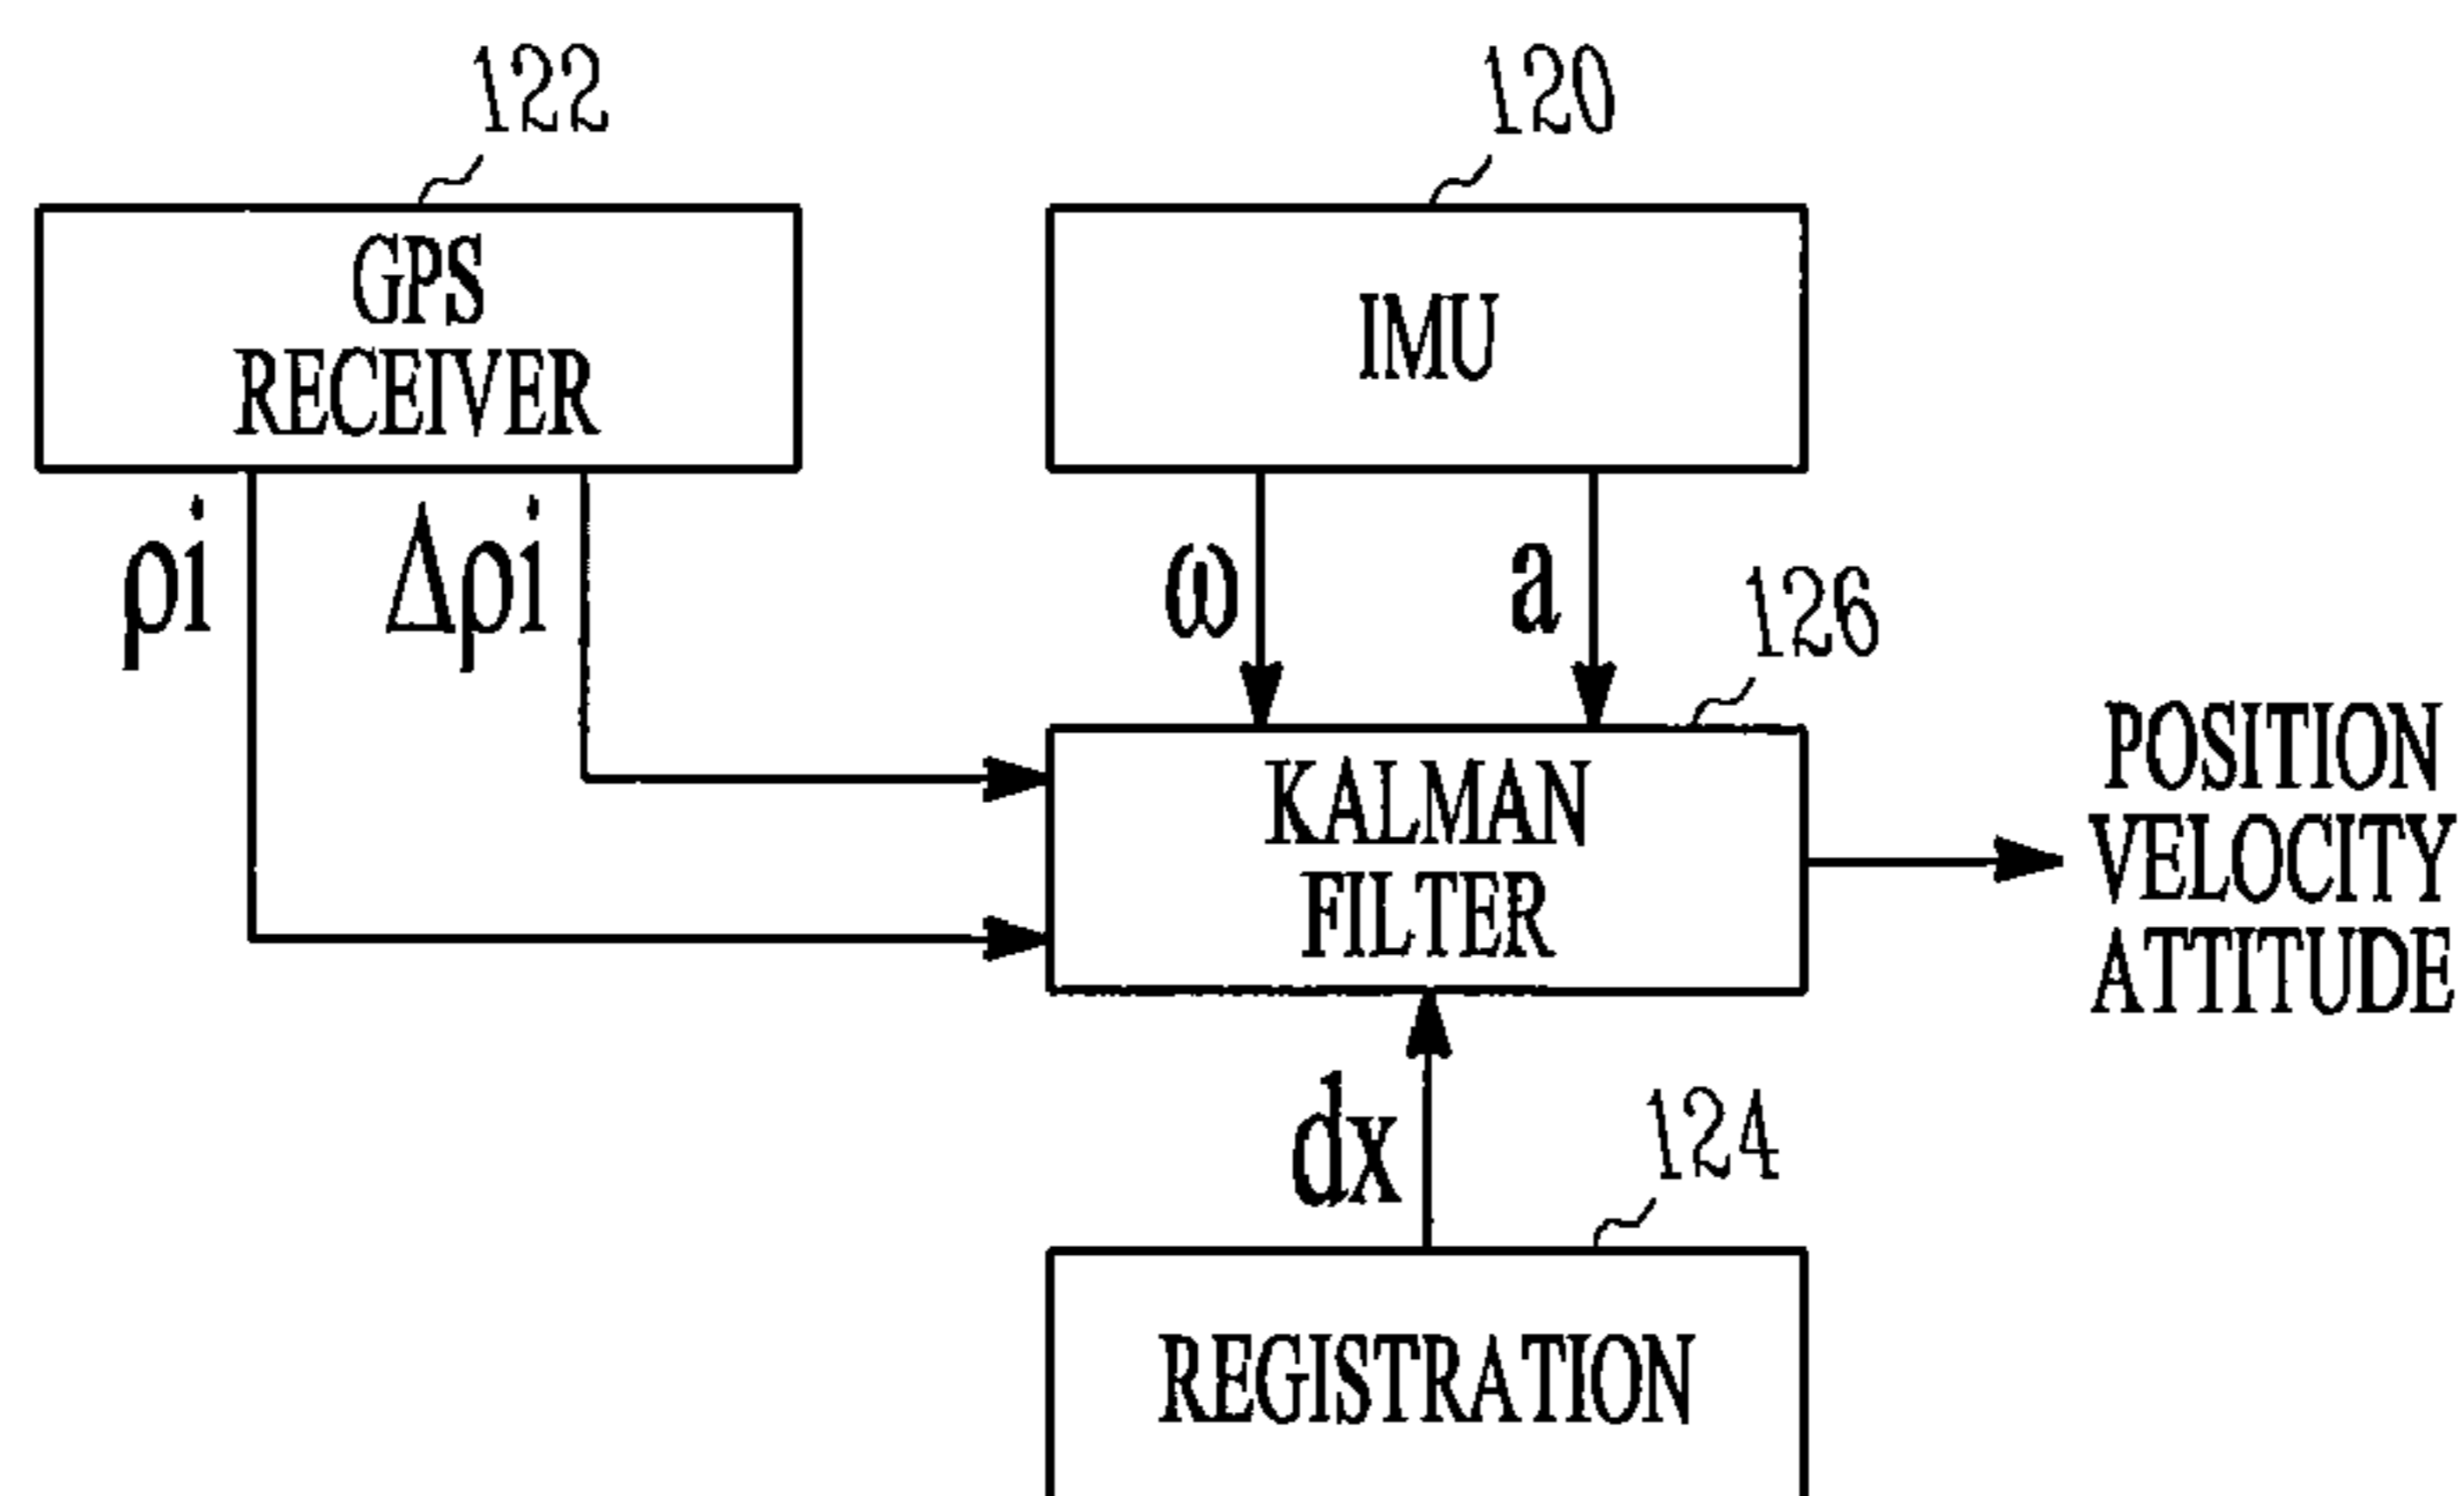 122
120
GPS
RECEIVER
IMU
ρi
Δρi
ω
a
126
KALMAN
FILTER
POSITION
VELOCITY
ATTITUDE
dx
124
REGISTRATION